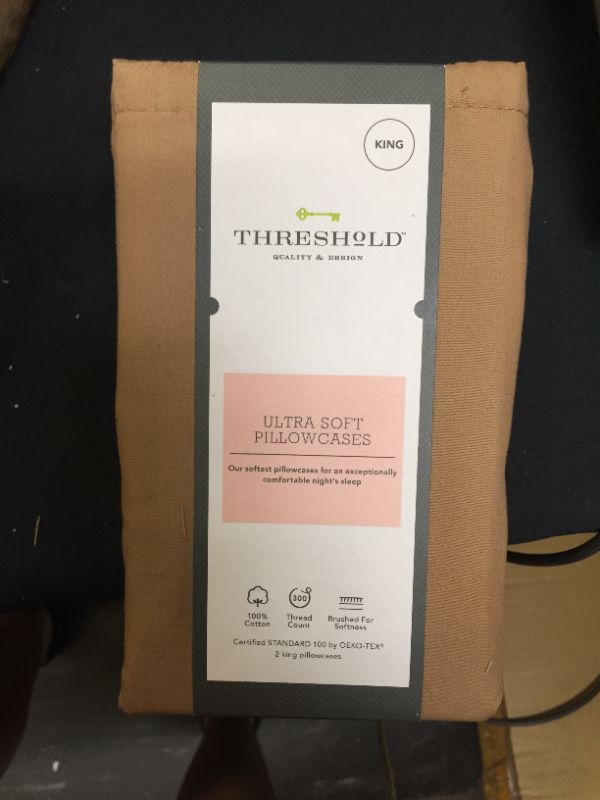 KING
THRESHOLD™
QUALITY & DESIGN
ULTRA SOFT
PILLOWCASES
Our softest pillowcases for an exceptionally
comfortable night's sleep
300
100% Thread Brushed For
Cotton Count Softness
Certified STANDARD 100 by OEKO-TEX®
2 king pillowcases